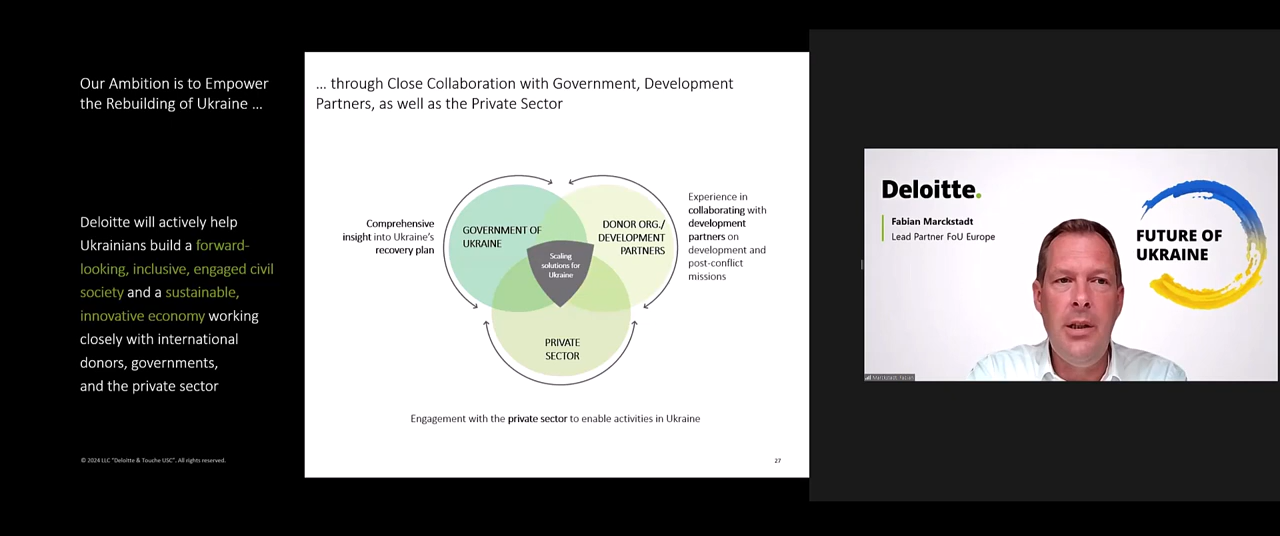 Our Ambition is to Empower
the Rebuilding of Ukraine ...
Deloitte will actively help
Ukrainians build a forward-
looking, inclusive, engaged civil
society and a sustainable,
innovative economy working
closely with international
donors, governments,
and the private sector
© 2024 LLC "Deloitte & Touche USC". All rights reserved.
... through Close Collaboration with Government, Development
Partners, as well as the Private Sector
Comprehensive
insight into Ukraine's
recovery plan
GOVERNMENT OF
UKRAINE
DONOR ORG./
DEVELOPMENT
PARTNERS
Scaling
solutions for
Ukraine
PRIVATE
SECTOR
Experience in
collaborating with
development
partners on
development and
post-conflict
missions
Engagement with the private sector to enable activities in Ukraine
27
Deloitte.
Fabian Marckstadt
Lead Partner FoU Europe
FUTURE OF
UKRAINE
Marckstadt, Fabian